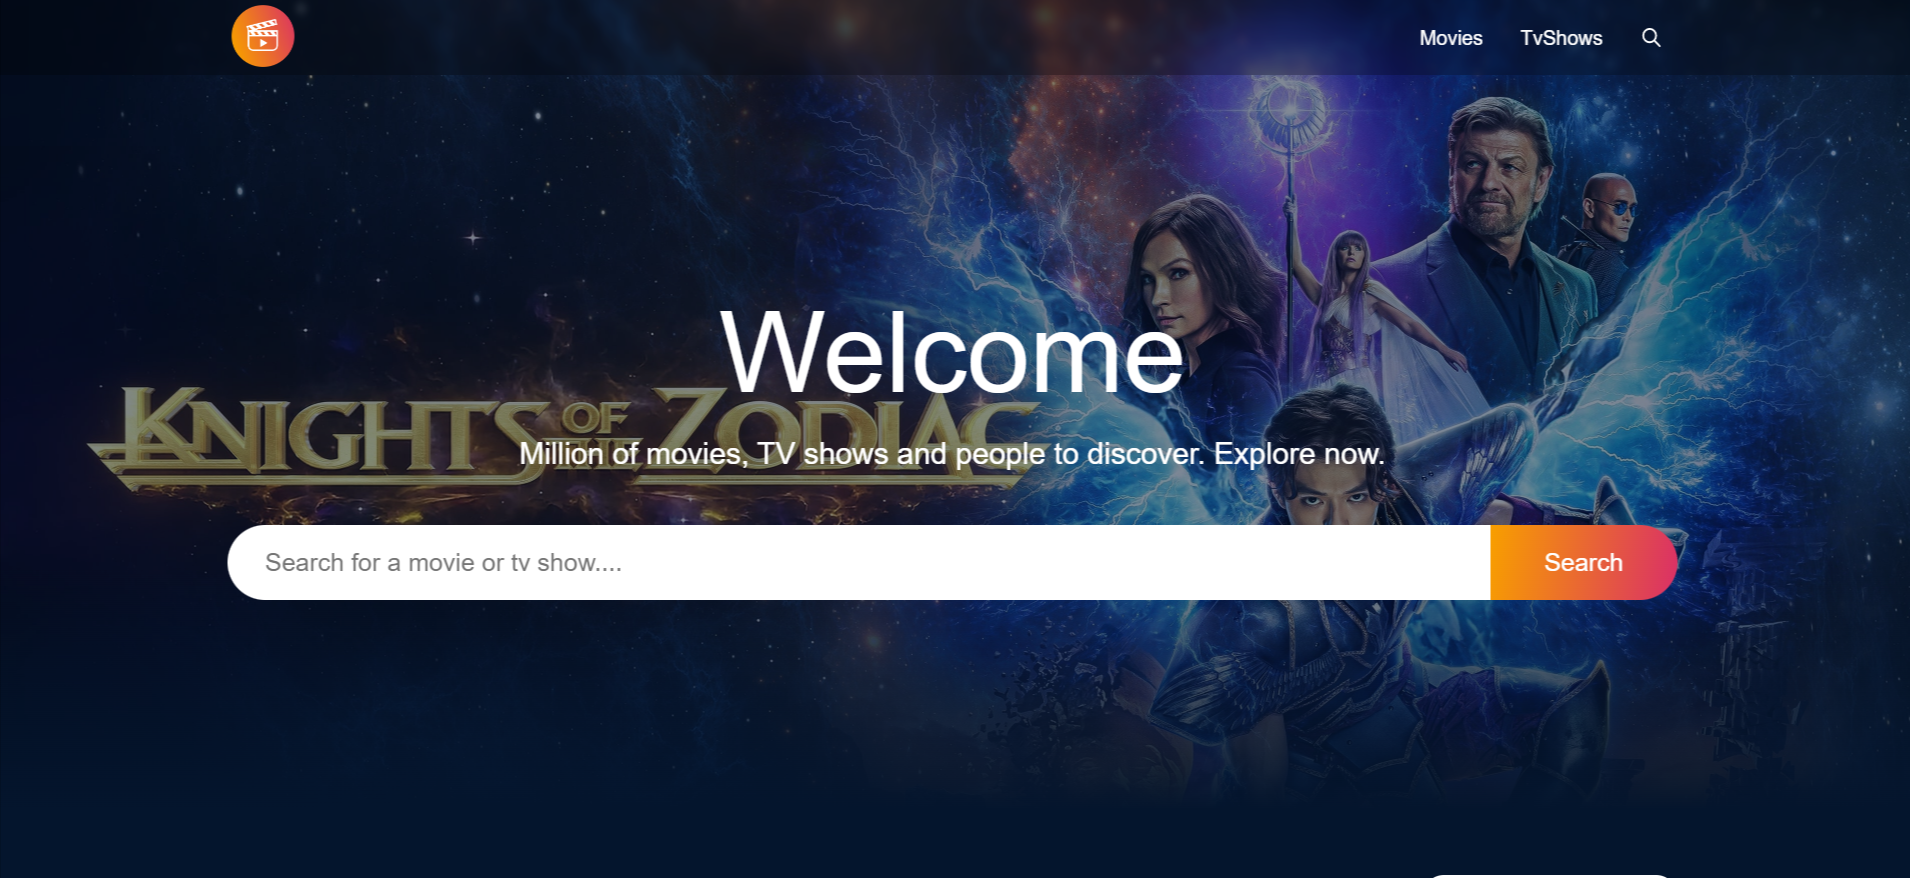 Movies TvShows
Welcome
KNIGHTS OF THE ZODIAC
Million of movies, TV shows and people to discover. Explore now.
Search for a movie or tv show.... Search